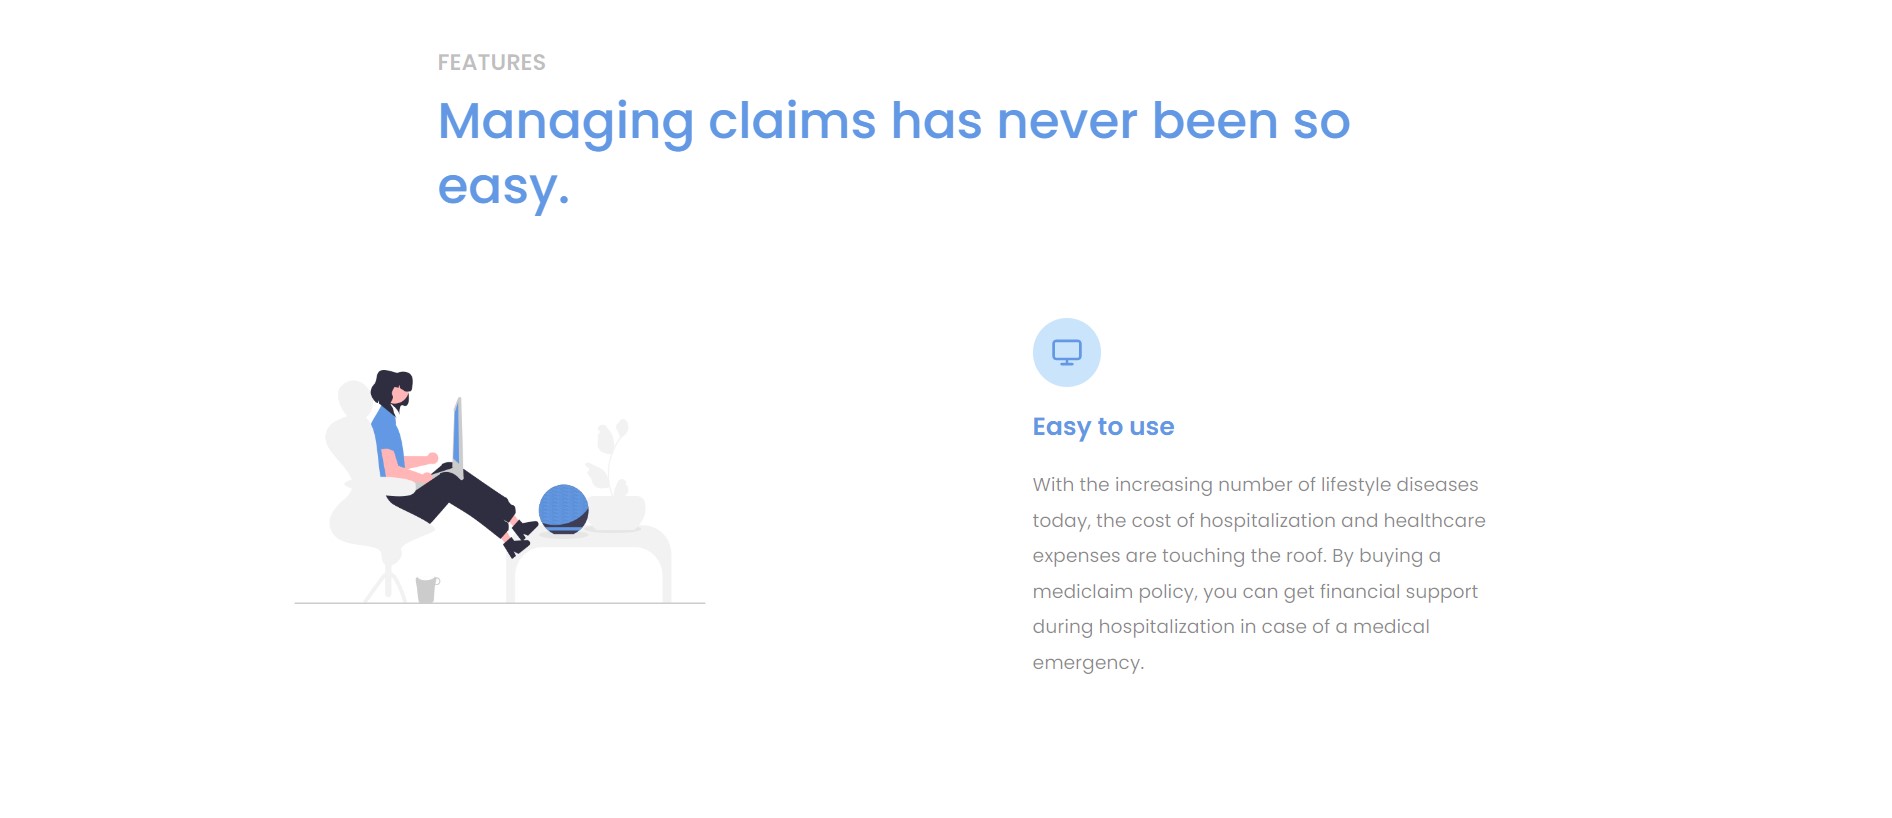 FEATURES
Managing claims has never been so
easy.
Easy to use
With the increasing number of lifestyle diseases
today, the cost of hospitalization and healthcare
expenses are touching the roof. By buying a
mediclaim policy, you can get financial support
during hospitalization in case of a medical
emergency.